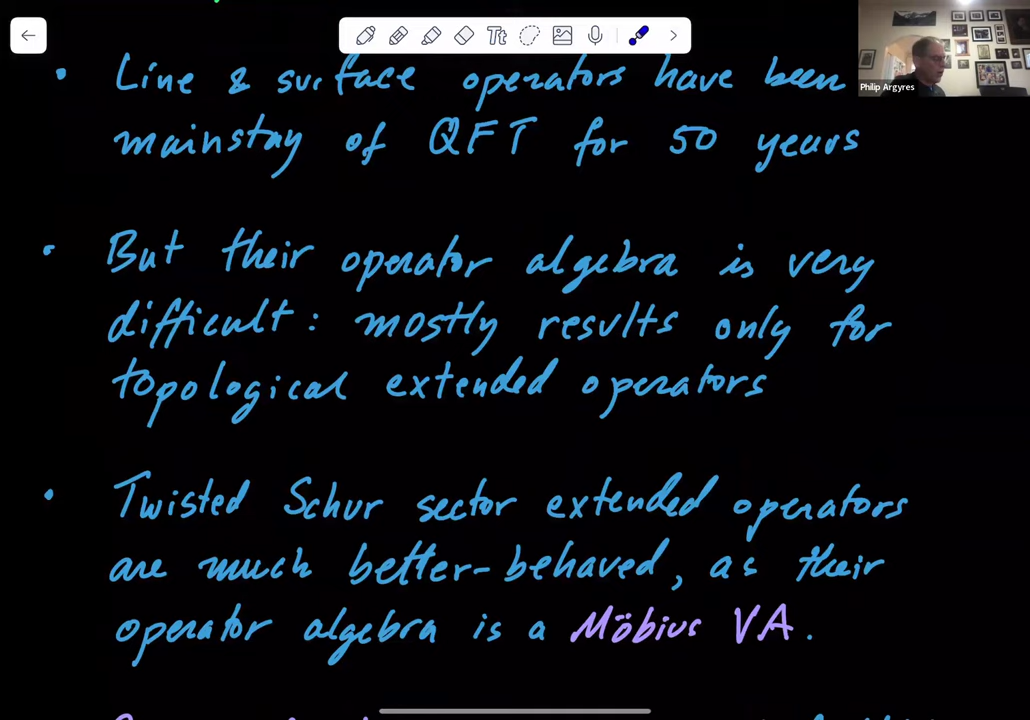 Tt
Philip Argyres
• Line & surface operators have been
mainstay of QFT for 50 years
• But their operator algebra is very
difficult: mostly results only for
topological extended operators
• Twisted Schur sector extended operators
are much better-behaved, as their
operator algebra is a Möbius VA.